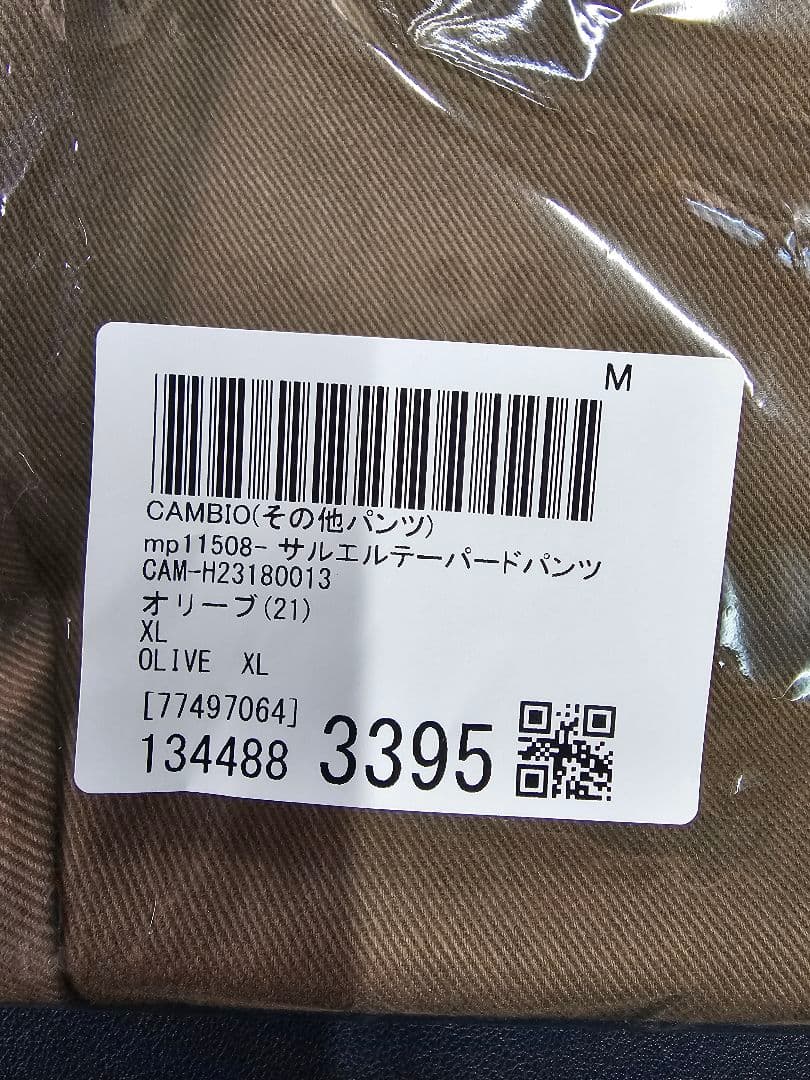 M
CAMBIO(その他パンツ)
mp11508- サルエルテーパードパンツ
CAM-H23180013
オリーブ(21)
XL
OLIVE XL
[77497064]
134488 3395